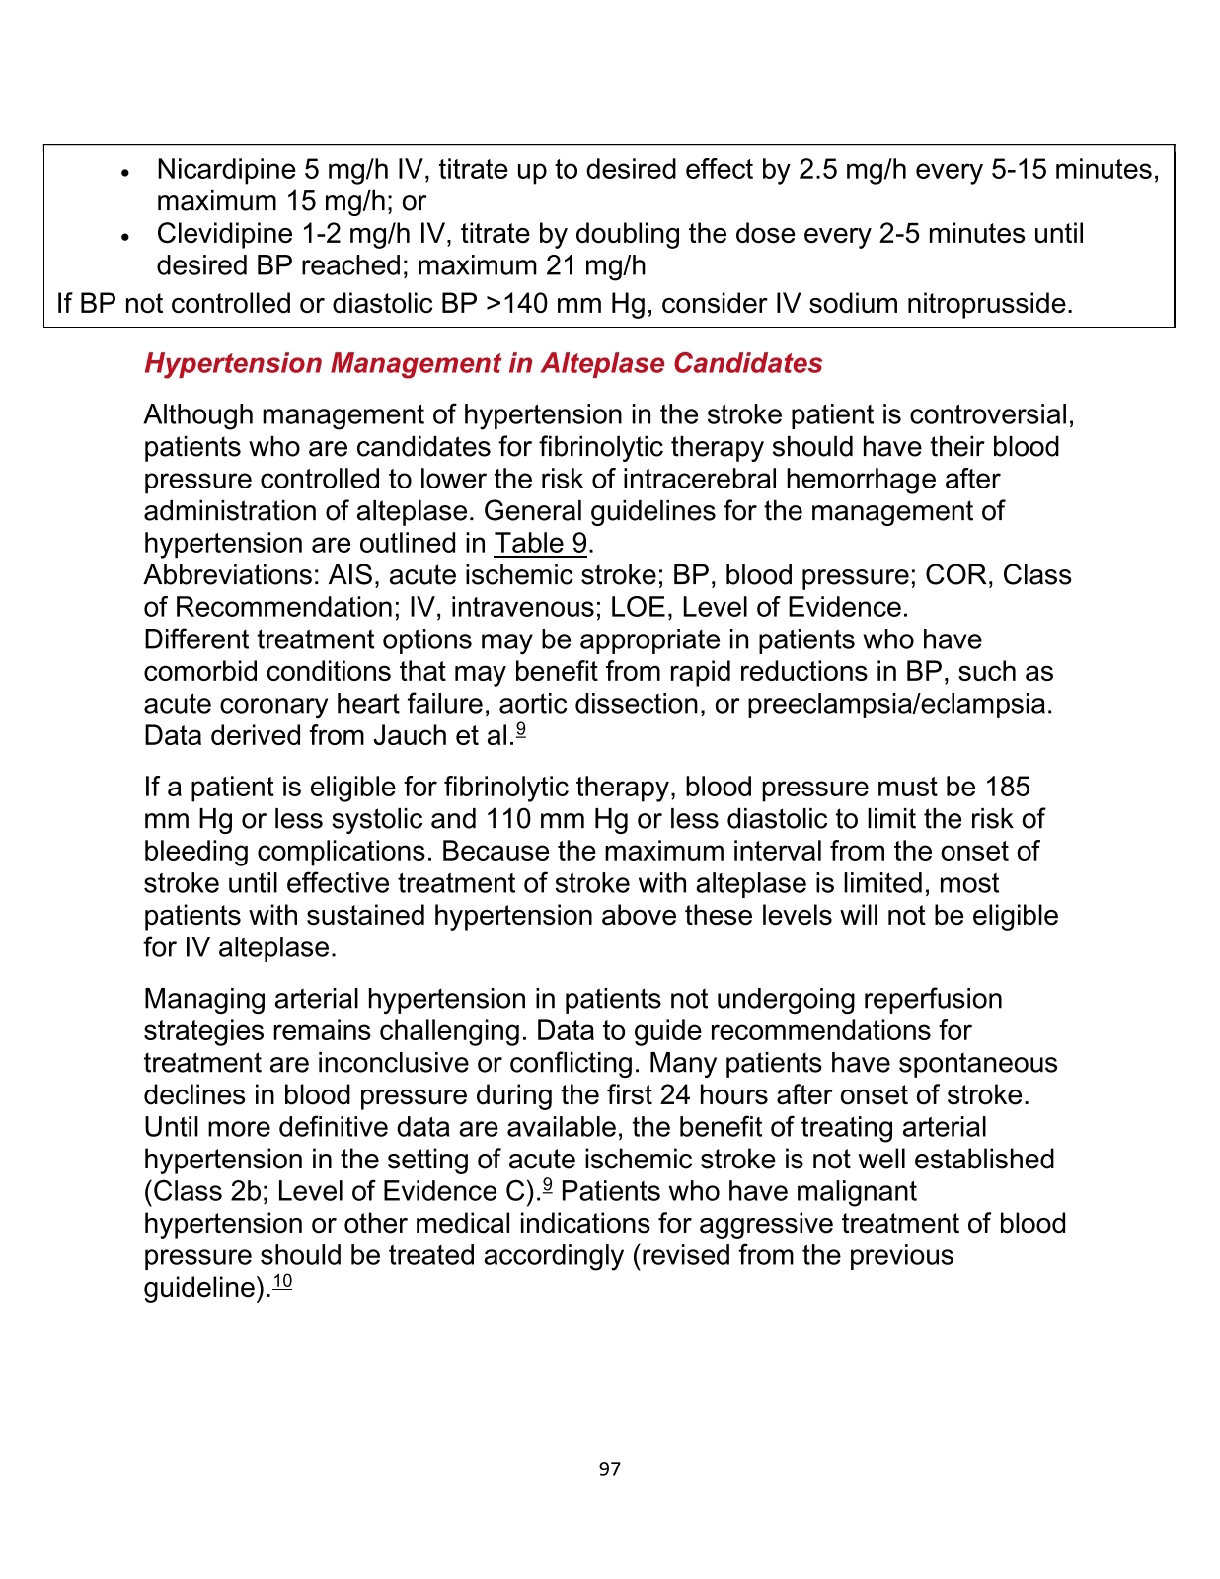 • Nicardipine 5 mg/h IV, titrate up to desired effect by 2.5 mg/h every 5-15 minutes,
maximum 15 mg/h; or
• Clevidipine 1-2 mg/h IV, titrate by doubling the dose every 2-5 minutes until
desired BP reached; maximum 21 mg/h
If BP not controlled or diastolic BP >140 mm Hg, consider IV sodium nitroprusside.
Hypertension Management in Alteplase Candidates
Although management of hypertension in the stroke patient is controversial,
patients who are candidates for fibrinolytic therapy should have their blood
pressure controlled to lower the risk of intracerebral hemorrhage after
administration of alteplase. General guidelines for the management of
hypertension are outlined in Table 9.
Abbreviations: AIS, acute ischemic stroke; BP, blood pressure; COR, Class
of Recommendation; IV, intravenous; LOE, Level of Evidence.
Different treatment options may be appropriate in patients who have
comorbid conditions that may benefit from rapid reductions in BP, such as
acute coronary heart failure, aortic dissection, or preeclampsia/eclampsia.
Data derived from Jauch et al.9
If a patient is eligible for fibrinolytic therapy, blood pressure must be 185
mm Hg or less systolic and 110 mm Hg or less diastolic to limit the risk of
bleeding complications. Because the maximum interval from the onset of
stroke until effective treatment of stroke with alteplase is limited, most
patients with sustained hypertension above these levels will not be eligible
for IV alteplase.
Managing arterial hypertension in patients not undergoing reperfusion
strategies remains challenging. Data to guide recommendations for
treatment are inconclusive or conflicting. Many patients have spontaneous
declines in blood pressure during the first 24 hours after onset of stroke.
Until more definitive data are available, the benefit of treating arterial
hypertension in the setting of acute ischemic stroke is not well established
(Class 2b; Level of Evidence C).9 Patients who have malignant
hypertension or other medical indications for aggressive treatment of blood
pressure should be treated accordingly (revised from the previous
guideline).10
97